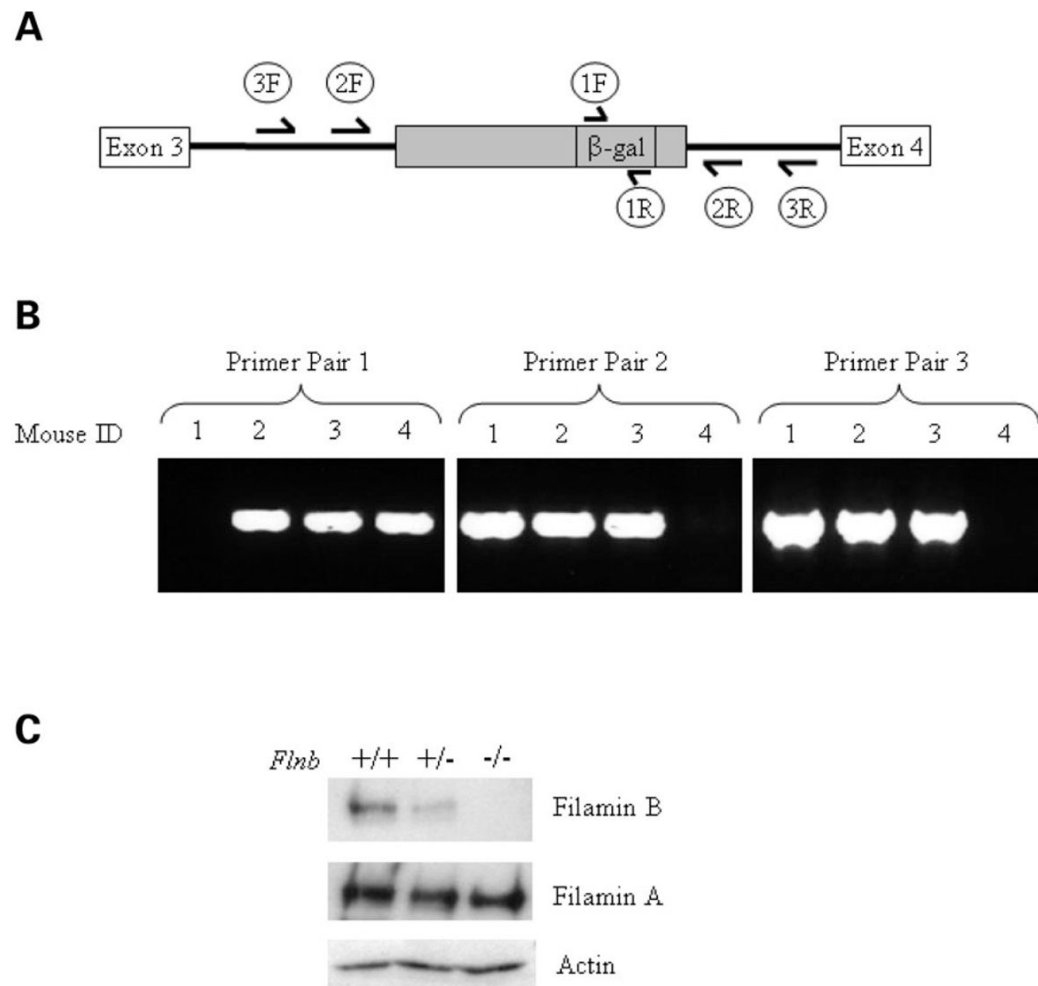 A
3F 2F 1F
Exon 3 β-gal Exon 4
1R 2R 3R
B
Primer Pair 1 Primer Pair 2 Primer Pair 3
Mouse ID 1 2 3 4 1 2 3 4 1 2 3 4
C
Flnb +/+ +/- -/-
Filamin B
Filamin A
Actin